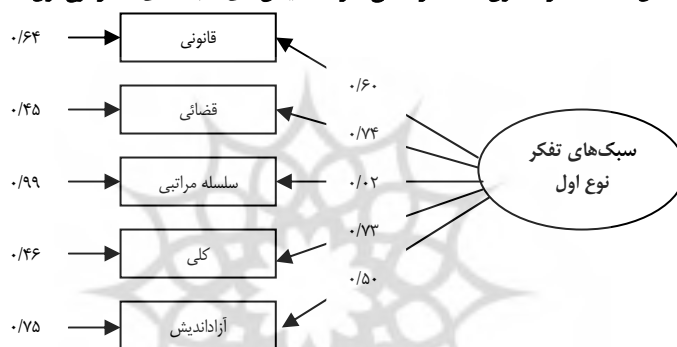 ۰/۶۴
قانونی
۰/۶۰
۰/۴۵
قضائی
۰/۷۴
سبک‌های تفکر
نوع اول
۰/۹۹
سلسله مراتبی
۰/۰۲
۰/۷۳
۰/۴۶
کلی
۰/۵۰
۰/۷۵
آزاداندیش